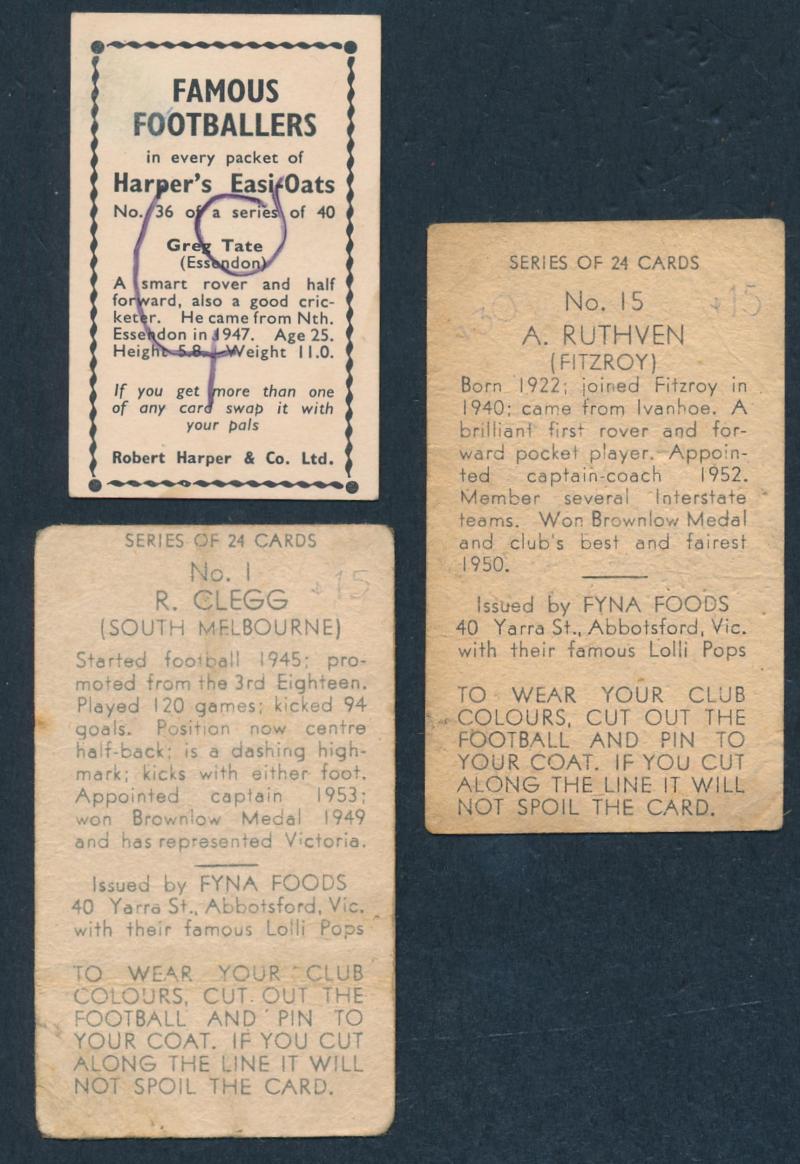 FAMOUS
FOOTBALLERS
in every packet of
Harper's Easi-Oats
No. 36 of a series of 40
Greg Tate
(Essendon)
A smart rover and half
forward, also a good cric-
keter. He came from Nth.
Essendon in 1947. Age 25.
Height 5.8. Weight 11.0.
If you get more than one
of any card swap it with
your pals
Robert Harper & Co. Ltd.
SERIES OF 24 CARDS
No. 15
$30
$15
A. RUTHVEN
(FITZROY)
Born 1922; joined Fitzroy in
1940; came from Ivanhoe. A
brilliant first rover and for-
ward pocket player. Appoin-
ted captain-coach 1952.
Member several Interstate
teams. Won Brownlow Medal
and club's best and fairest
1950.
Issued by FYNA FOODS
40 Yarra St., Abbotsford, Vic.
with their famous Lolli Pops
TO WEAR YOUR CLUB
COLOURS, CUT OUT THE
FOOTBALL AND PIN TO
YOUR COAT. IF YOU CUT
ALONG THE LINE IT WILL
NOT SPOIL THE CARD.
SERIES OF 24 CARDS
No. 1
$15
R. CLEGG
(SOUTH MELBOURNE)
Started football 1945; pro-
moted from the 3rd Eighteen.
Played 120 games; kicked 94
goals. Position now centre
half-back; is a dashing high-
mark; kicks with either foot.
Appointed captain 1953;
won Brownlow Medal 1949
and has represented Victoria.
Issued by FYNA FOODS
40 Yarra St., Abbotsford, Vic.
with their famous Lolli Pops
TO WEAR YOUR CLUB
COLOURS, CUT OUT THE
FOOTBALL AND PIN TO
YOUR COAT. IF YOU CUT
ALONG THE LINE IT WILL
NOT SPOIL THE CARD.